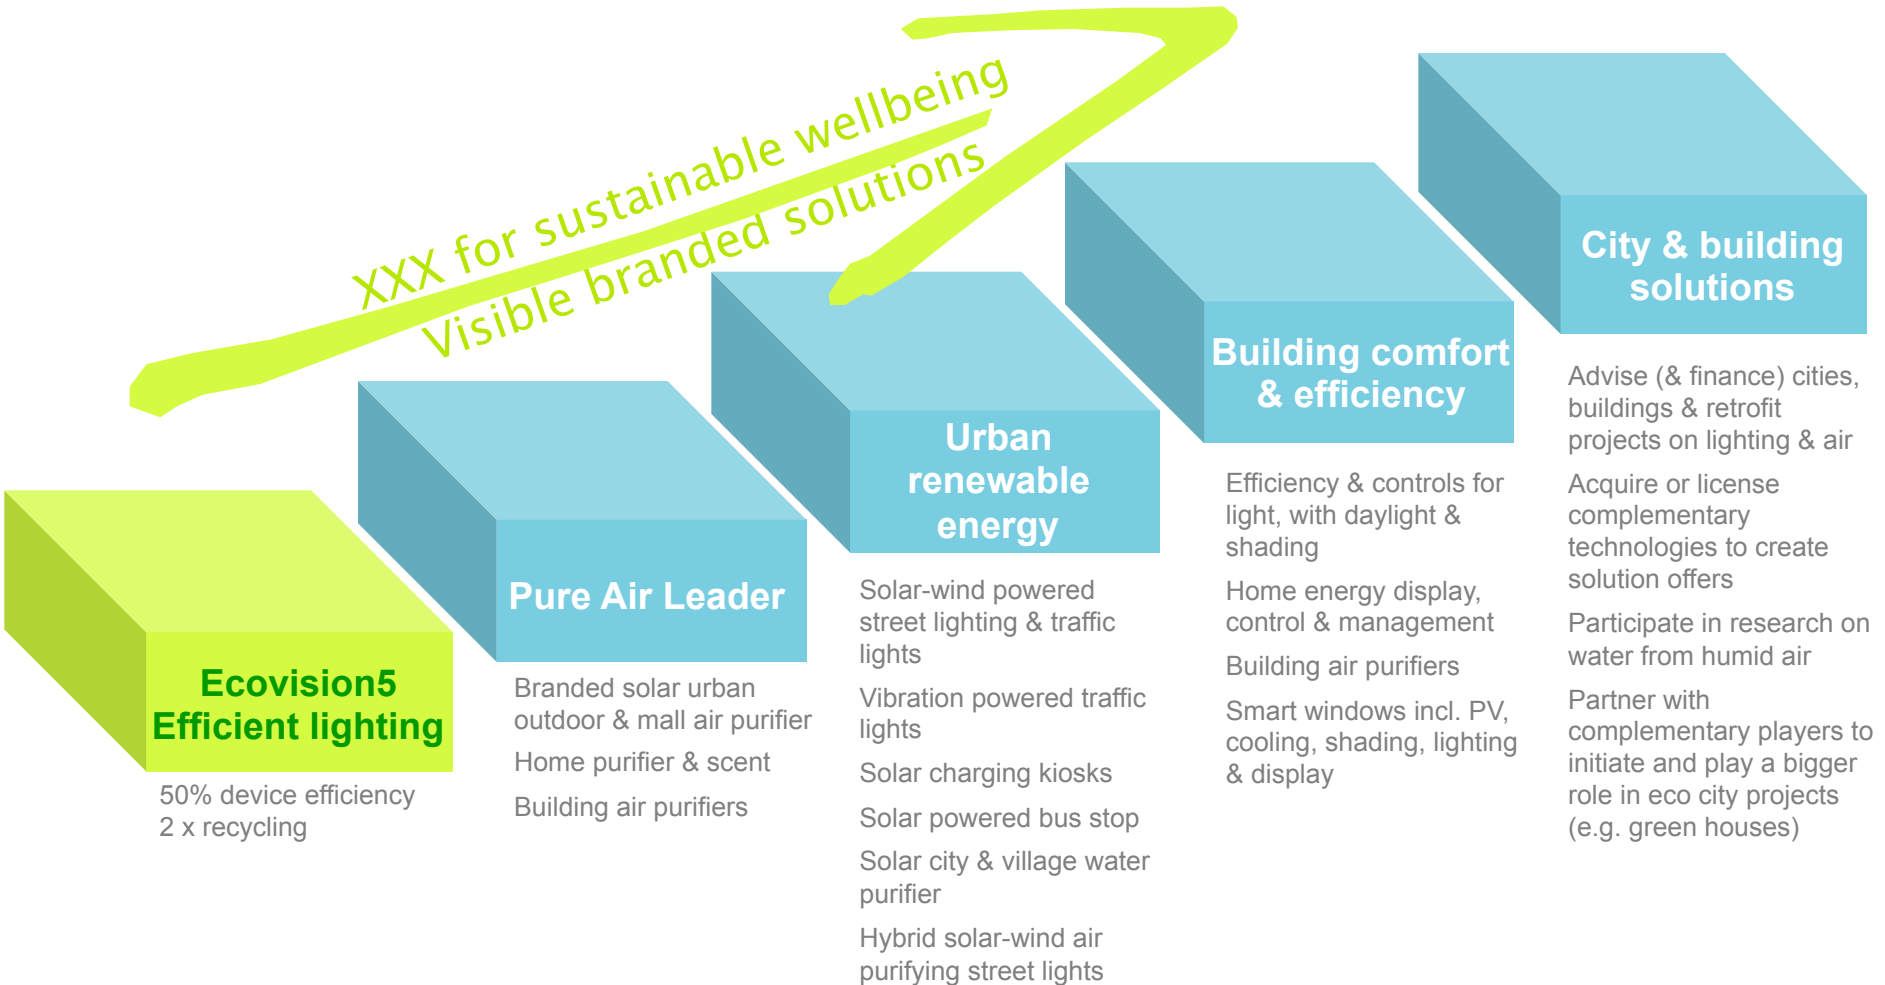 XXX for sustainable wellbeing
Visible branded solutions
Ecovision5
Efficient lighting
50% device efficiency
2 x recycling
Pure Air Leader
Branded solar urban
outdoor & mall air purifier
Home purifier & scent
Building air purifiers
Urban
renewable
energy
Solar-wind powered
street lighting & traffic
lights
Vibration powered traffic
lights
Solar charging kiosks
Solar powered bus stop
Solar city & village water
purifier
Hybrid solar-wind air
purifying street lights
Building comfort
& efficiency
Efficiency & controls for
light, with daylight &
shading
Home energy display,
control & management
Building air purifiers
Smart windows incl. PV,
cooling, shading, lighting
& display
City & building
solutions
Advise (& finance) cities,
buildings & retrofit
projects on lighting & air
Acquire or license
complementary
technologies to create
solution offers
Participate in research on
water from humid air
Partner with
complementary players to
initiate and play a bigger
role in eco city projects
(e.g. green houses)